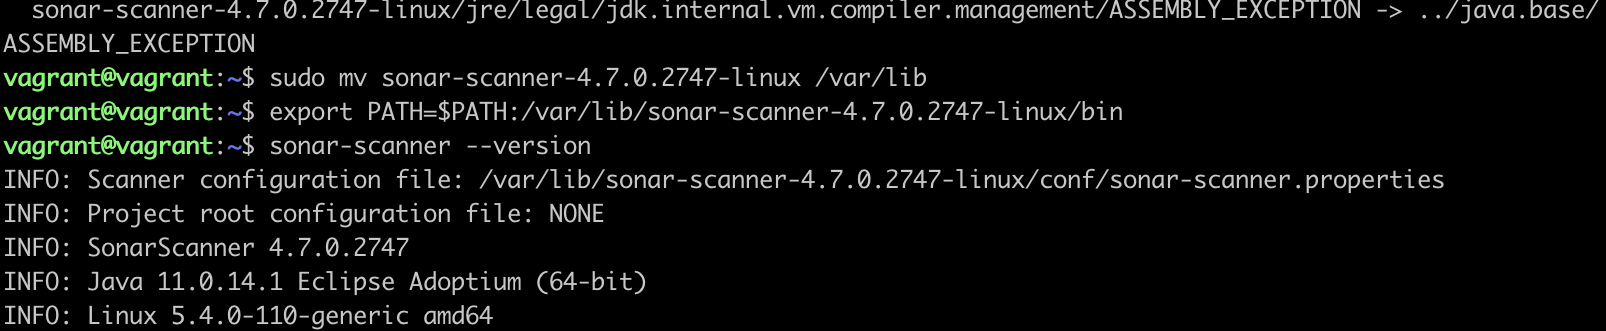 sonar-scanner-4.7.0.2747-linux/jre/legal/jdk.internal.vm.compiler.management/ASSEMBLY_EXCEPTION -> ../java.base/
ASSEMBLY_EXCEPTION
vagrant@vagrant:~$ sudo mv sonar-scanner-4.7.0.2747-linux /var/lib
vagrant@vagrant:~$ export PATH=$PATH:/var/lib/sonar-scanner-4.7.0.2747-linux/bin
vagrant@vagrant:~$ sonar-scanner --version
INFO: Scanner configuration file: /var/lib/sonar-scanner-4.7.0.2747-linux/conf/sonar-scanner.properties
INFO: Project root configuration file: NONE
INFO: SonarScanner 4.7.0.2747
INFO: Java 11.0.14.1 Eclipse Adoptium (64-bit)
INFO: Linux 5.4.0-110-generic amd64